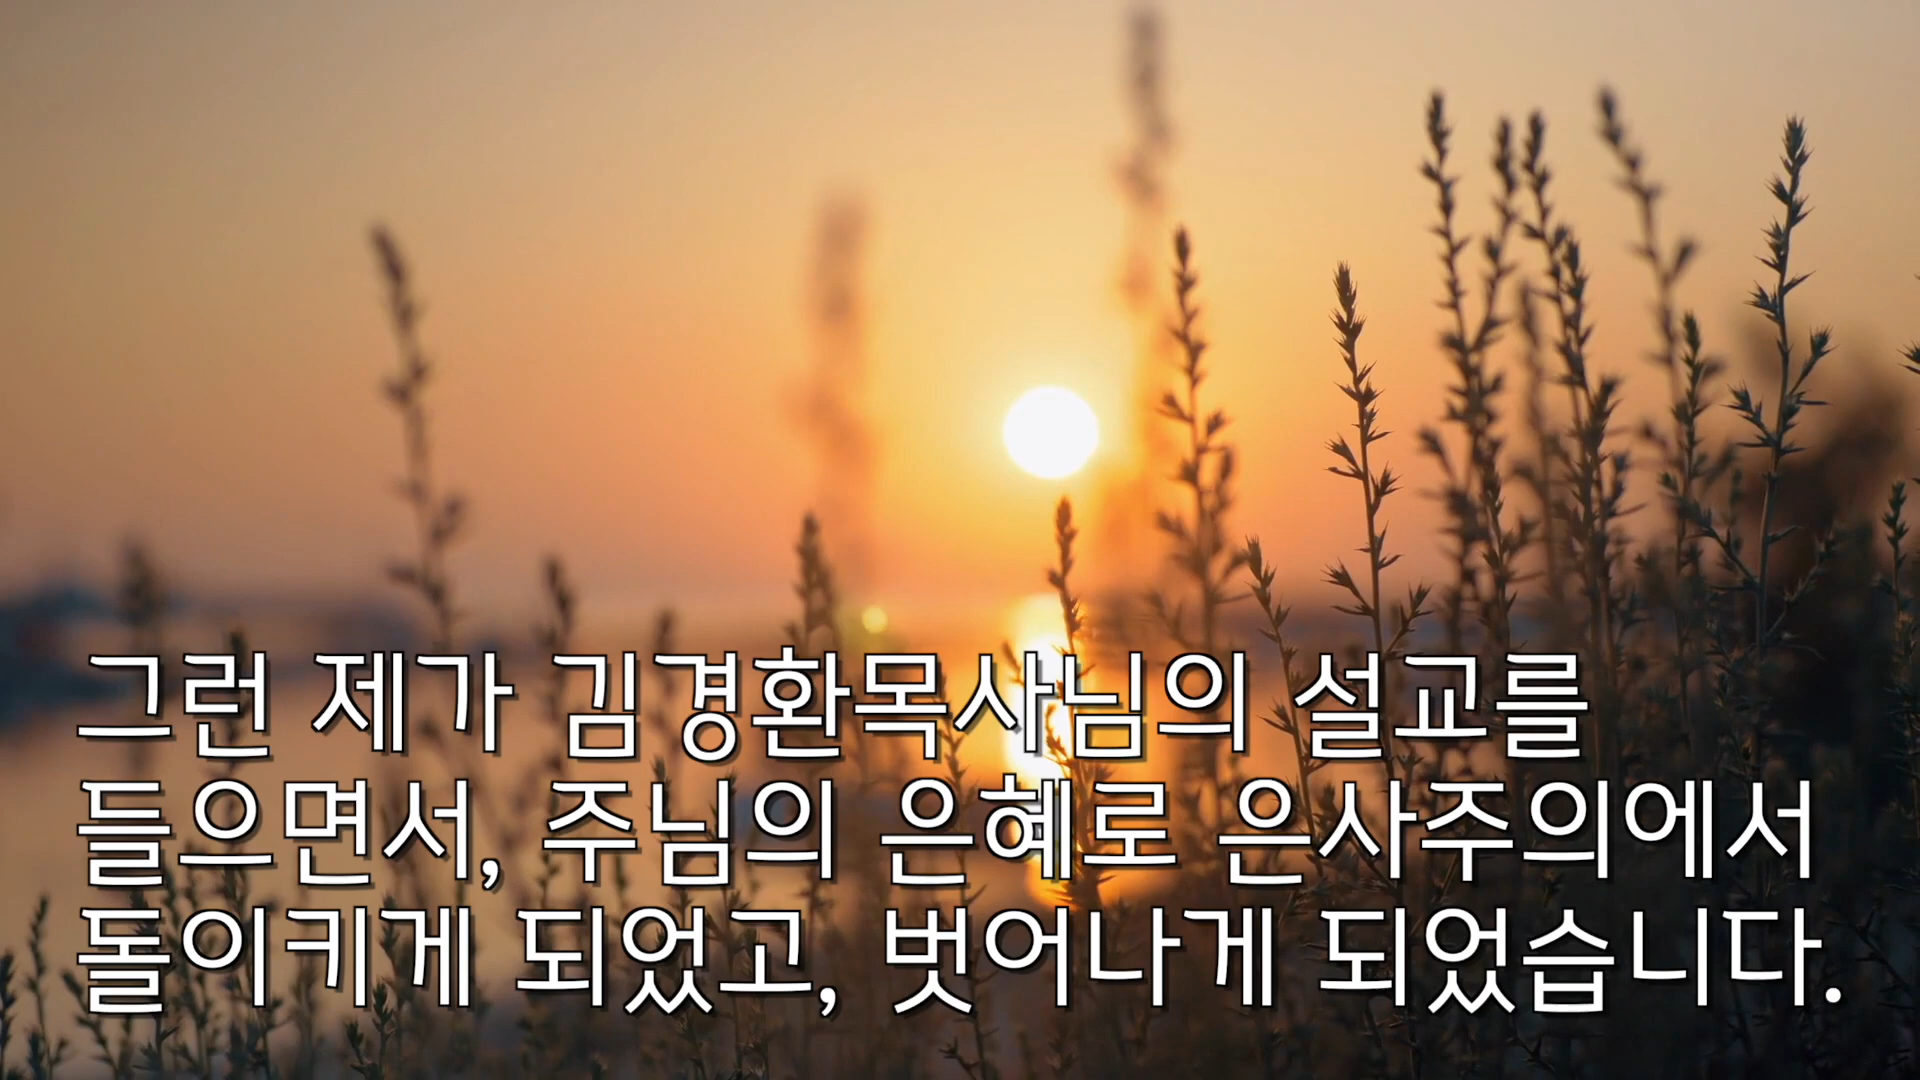 그런 제가 김경환목사님의 설교를
들으면서, 주님의 은혜로 은사주의에서
돌이키게 되었고, 벗어나게 되었습니다.